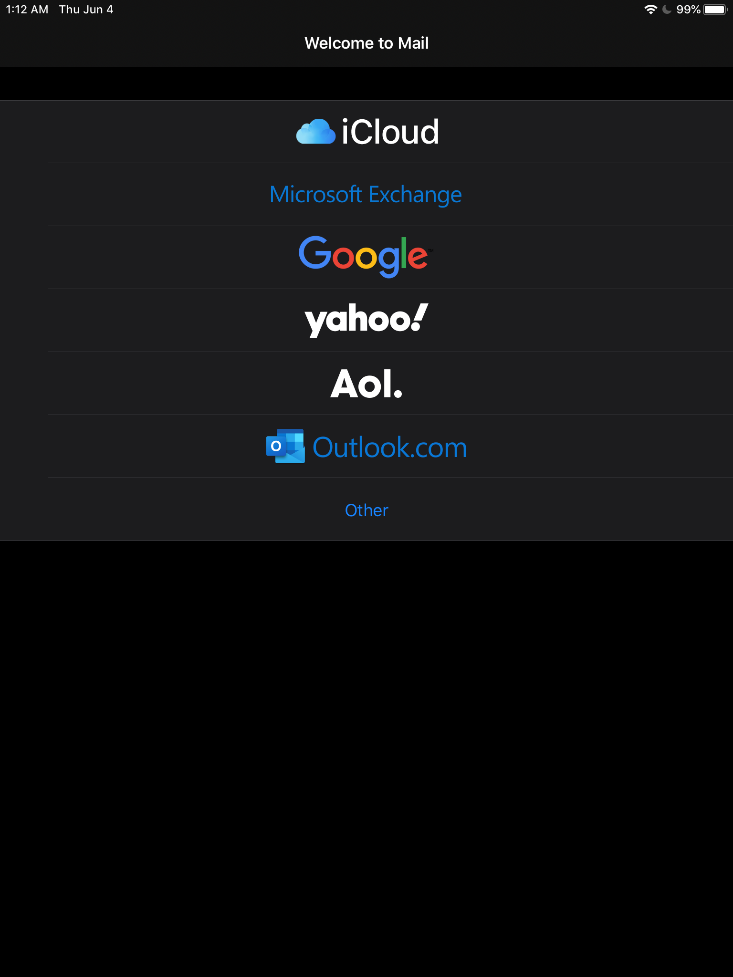 1:12 AM Thu Jun 4 99%
Welcome to Mail
iCloud
Microsoft Exchange
Google
yahoo!
Aol.
Outlook.com
Other